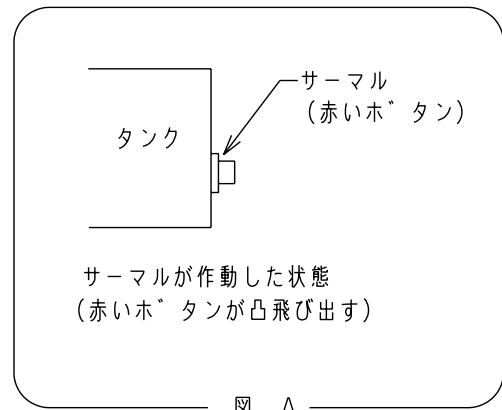 サーマル
(赤いボタン)
タンク
サーマルが作動した状態
(赤いボタンが凸飛び出す)
図 A